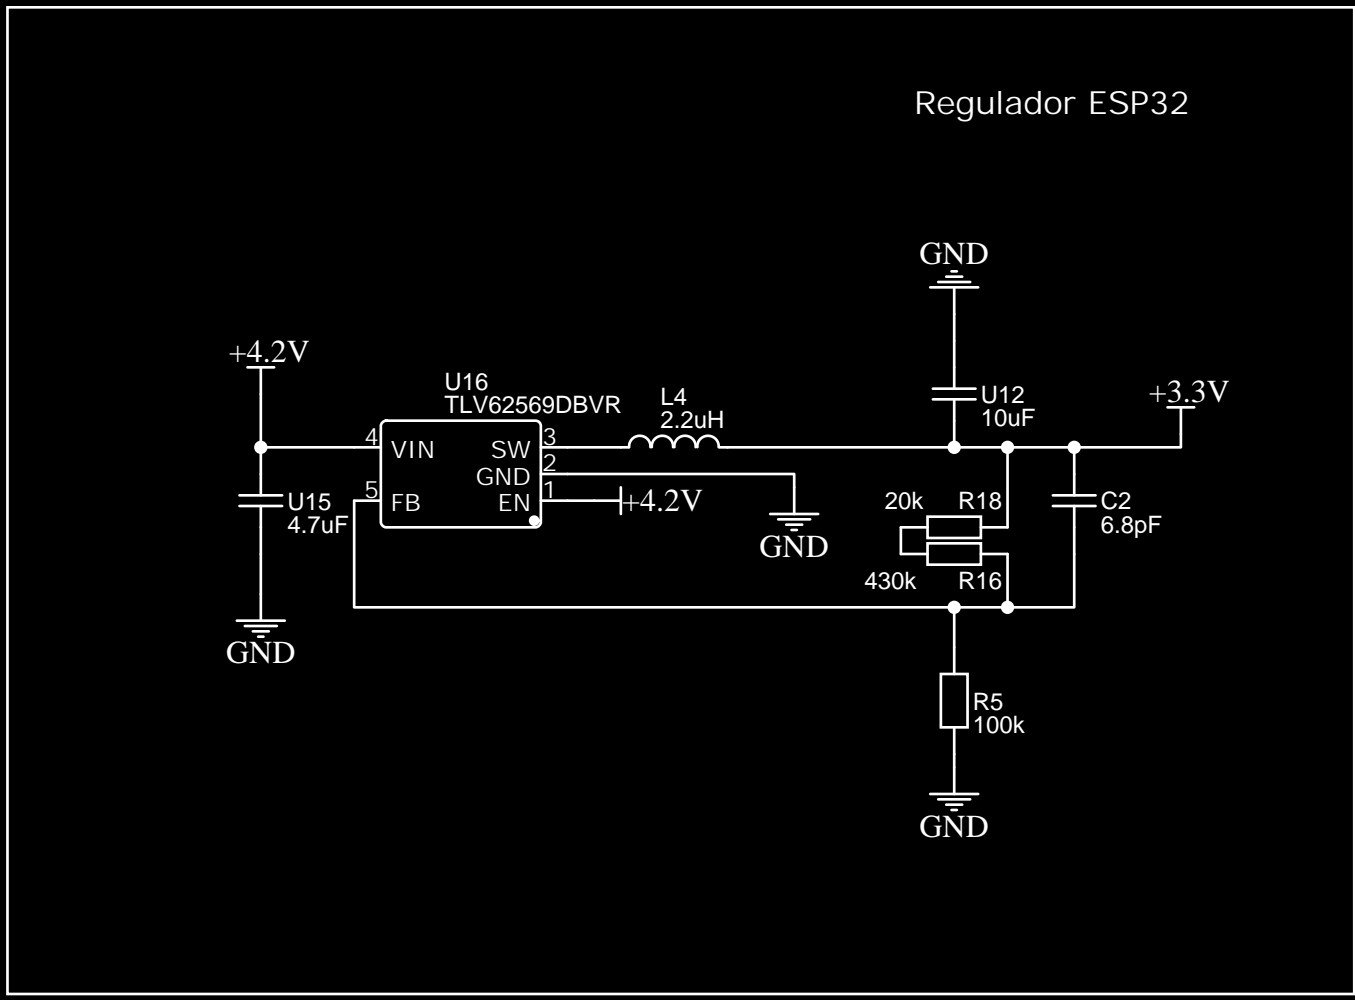 Regulador ESP32
GND
+4.2V
U16
TLV62569DBVR
L4
2.2uH
U12
10uF
+3.3V
4
VIN
SW
3
GND
2
5
FB
EN
1
+4.2V
U15
4.7uF
GND
20k
R18
C2
6.8pF
430k
R16
GND
R5
100k
GND